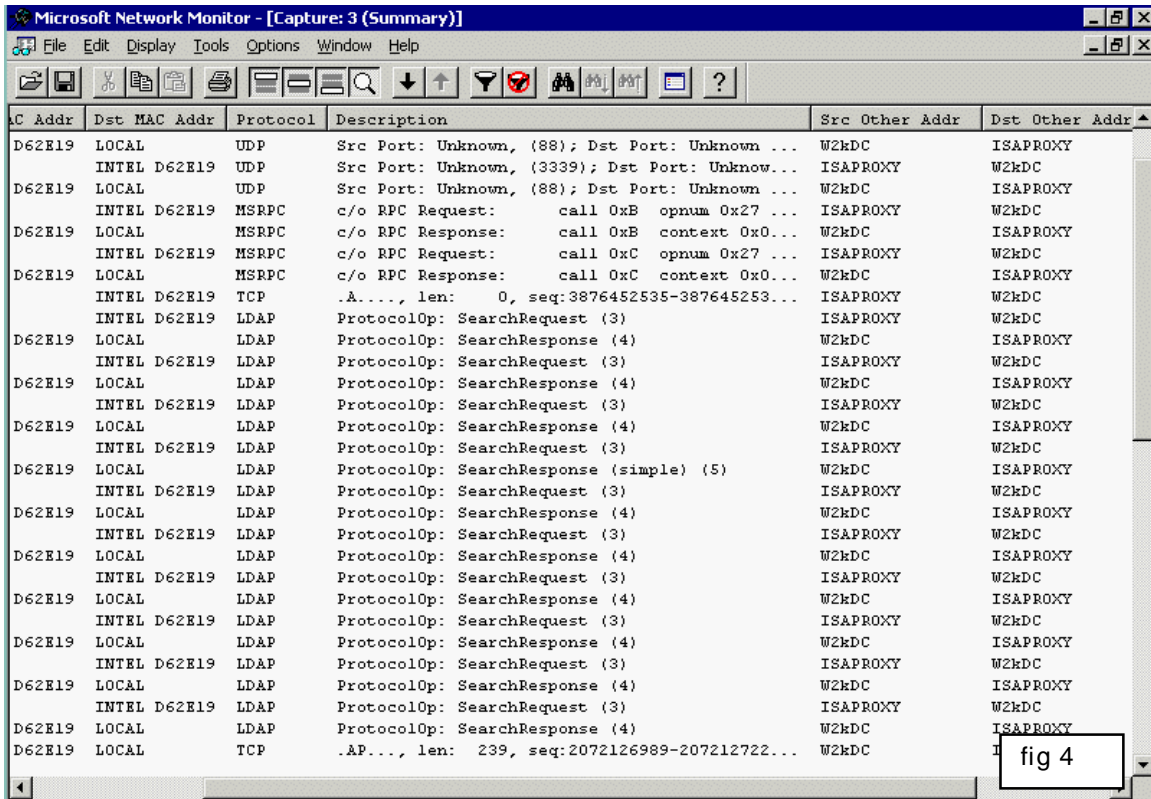 Microsoft Network Monitor - [Capture: 3 (Summary)]
File Edit Display Tools Options Window Help
AC Addr Dst MAC Addr Protocol Description Src Other Addr Dst Other Addr
D62E19 LOCAL UDP Src Port: Unknown, (88); Dst Port: Unknown ... W2kDC ISAPROXY
INTEL D62E19 UDP Src Port: Unknown, (3339); Dst Port: Unknow... ISAPROXY W2kDC
D62E19 LOCAL UDP Src Port: Unknown, (88); Dst Port: Unknown ... W2kDC ISAPROXY
INTEL D62E19 MSRPC c/o RPC Request: call 0xB opnum 0x27 ... ISAPROXY W2kDC
D62E19 LOCAL MSRPC c/o RPC Response: call 0xB context 0x0... W2kDC ISAPROXY
INTEL D62E19 MSRPC c/o RPC Request: call 0xC opnum 0x27 ... ISAPROXY W2kDC
D62E19 LOCAL MSRPC c/o RPC Response: call 0xC context 0x0... W2kDC ISAPROXY
INTEL D62E19 TCP .A...., len: 0, seq:3876452535-387645253... ISAPROXY W2kDC
INTEL D62E19 LDAP ProtocolOp: SearchRequest (3) ISAPROXY W2kDC
D62E19 LOCAL LDAP ProtocolOp: SearchResponse (4) W2kDC ISAPROXY
INTEL D62E19 LDAP ProtocolOp: SearchRequest (3) ISAPROXY W2kDC
D62E19 LOCAL LDAP ProtocolOp: SearchResponse (4) W2kDC ISAPROXY
INTEL D62E19 LDAP ProtocolOp: SearchRequest (3) ISAPROXY W2kDC
D62E19 LOCAL LDAP ProtocolOp: SearchResponse (4) W2kDC ISAPROXY
INTEL D62E19 LDAP ProtocolOp: SearchRequest (3) ISAPROXY W2kDC
D62E19 LOCAL LDAP ProtocolOp: SearchResponse (simple) (5) W2kDC ISAPROXY
INTEL D62E19 LDAP ProtocolOp: SearchRequest (3) ISAPROXY W2kDC
D62E19 LOCAL LDAP ProtocolOp: SearchResponse (4) W2kDC ISAPROXY
INTEL D62E19 LDAP ProtocolOp: SearchRequest (3) ISAPROXY W2kDC
D62E19 LOCAL LDAP ProtocolOp: SearchResponse (4) W2kDC ISAPROXY
INTEL D62E19 LDAP ProtocolOp: SearchRequest (3) ISAPROXY W2kDC
D62E19 LOCAL LDAP ProtocolOp: SearchResponse (4) W2kDC ISAPROXY
INTEL D62E19 LDAP ProtocolOp: SearchRequest (3) ISAPROXY W2kDC
D62E19 LOCAL LDAP ProtocolOp: SearchResponse (4) W2kDC ISAPROXY
INTEL D62E19 LDAP ProtocolOp: SearchRequest (3) ISAPROXY W2kDC
D62E19 LOCAL LDAP ProtocolOp: SearchResponse (4) W2kDC ISAPROXY
INTEL D62E19 LDAP ProtocolOp: SearchRequest (3) ISAPROXY W2kDC
D62E19 LOCAL LDAP ProtocolOp: SearchResponse (4) W2kDC ISAPROXY
D62E19 LOCAL TCP .AP..., len: 239, seq:2072126989-207212722... W2kDC
fig 4